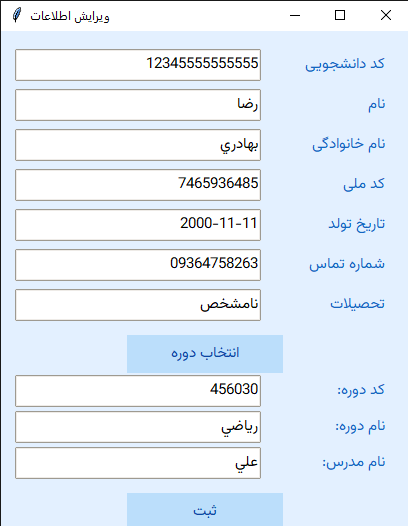 ویرایش اطلاعات
کد دانشجویی 12345555555555
نام رضا
نام خانوادگی بهادري
کد ملی 7465936485
تاریخ تولد 2000-11-11
شماره تماس 09364758263
تحصیلات نامشخص
انتخاب دوره
کد دوره: 456030
نام دوره: رياضي
نام مدرس: علي
ثبت